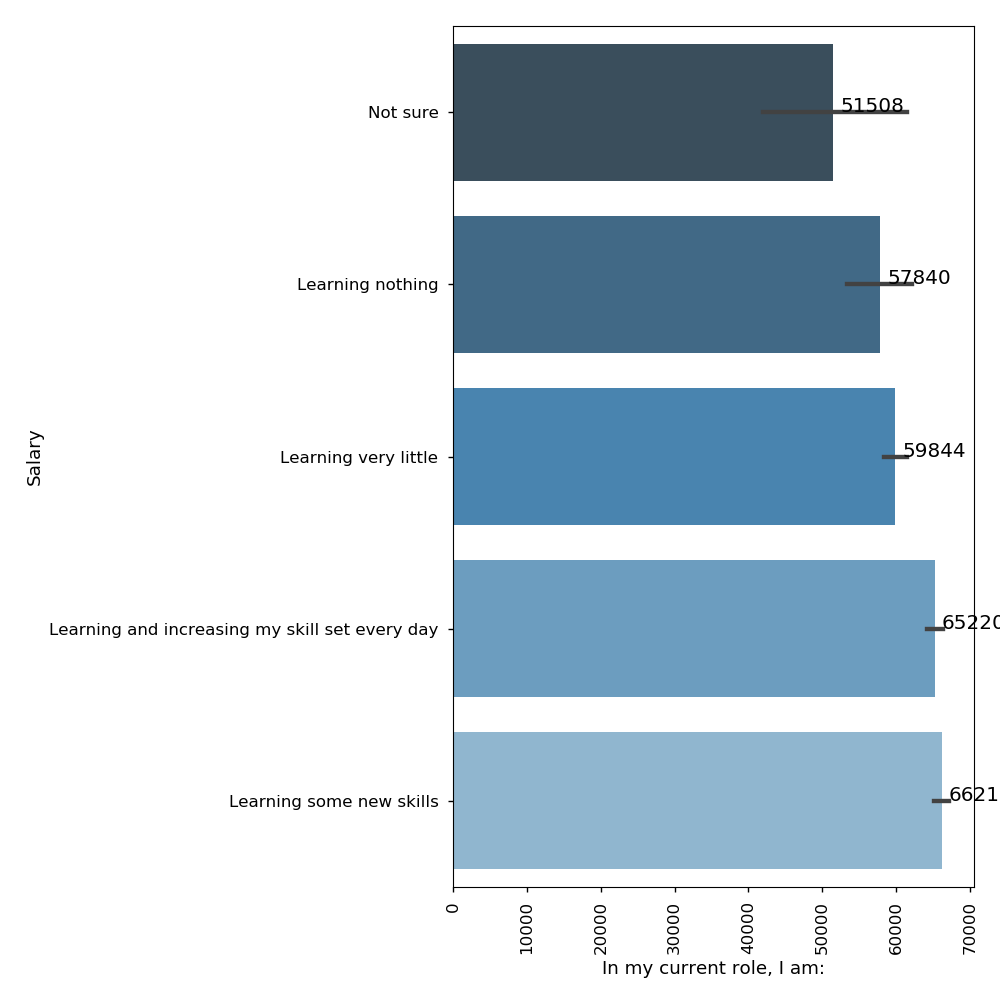 Not sure
51508
Learning nothing
57840
Learning very little
59844
Salary
Learning and increasing my skill set every day
65220
Learning some new skills
6621
0
10000
20000
30000
40000
50000
60000
70000
In my current role, I am: